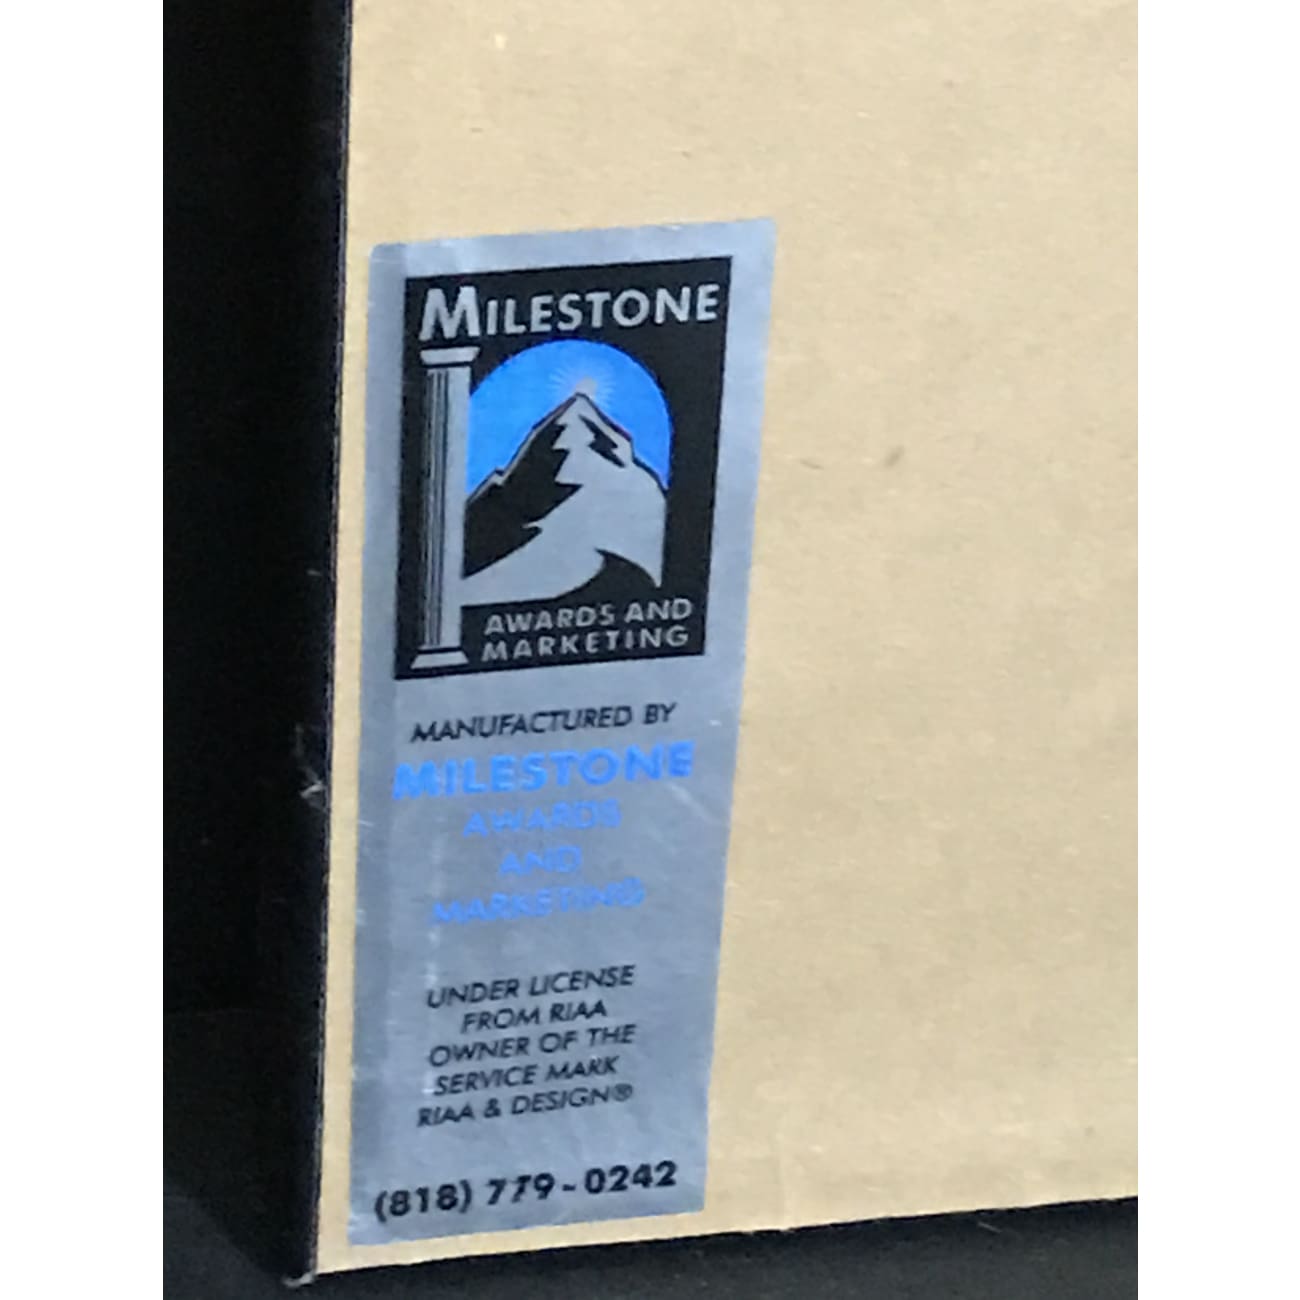 MILESTONE
AWARDS AND
MARKETING
MANUFACTURED BY
MILESTONE
AWARDS
AND
MARKETING
UNDER LICENSE
FROM RIAA
OWNER OF THE
SERVICE MARK
RIAA & DESIGN®
(818) 779-0242